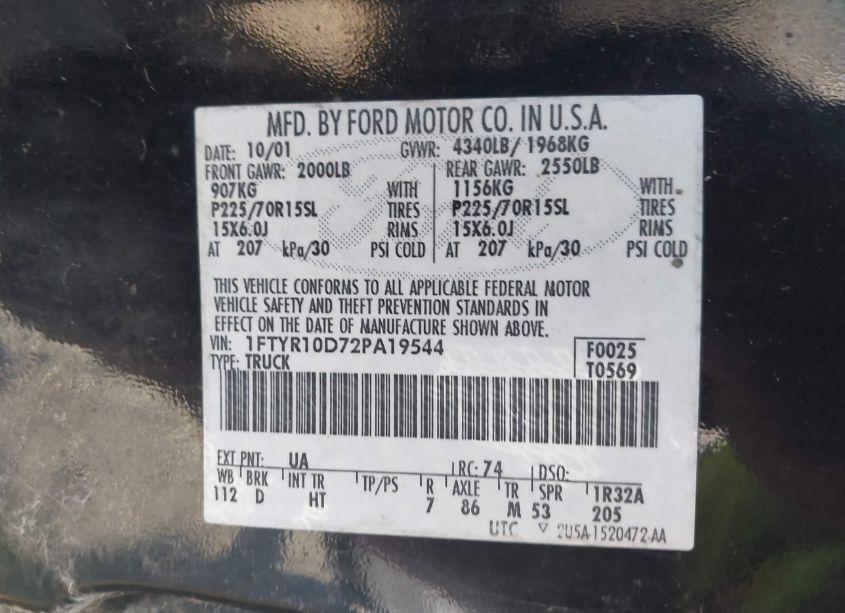 MFD. BY FORD MOTOR CO. IN U.S.A.
DATE: 10/01 GVWR: 4340LB/ 1968KG
FRONT GAWR: 2000LB REAR GAWR: 2550LB
907KG WITH 1156KG WITH
P225/70R15SL TIRES P225/70R15SL TIRES
15X6.0J RIMS 15X6.0J RIMS
AT 207 kPa/30 PSI COLD AT 207 kPa/30 PSI COLD
THIS VEHICLE CONFORMS TO ALL APPLICABLE FEDERAL MOTOR
VEHICLE SAFETY AND THEFT PREVENTION STANDARDS IN
EFFECT ON THE DATE OF MANUFACTURE SHOWN ABOVE.
VIN: 1FTYR10D72PA19544 F0025
TYPE: TRUCK T0569
EXT PNT: UA RC: 74 DSO:
WB BRK INT TR TP/PS R AXLE TR SPR 1R32A
112 D HT 7 86 M 53 205
UTC ▽ 2U5A-1520472-AA